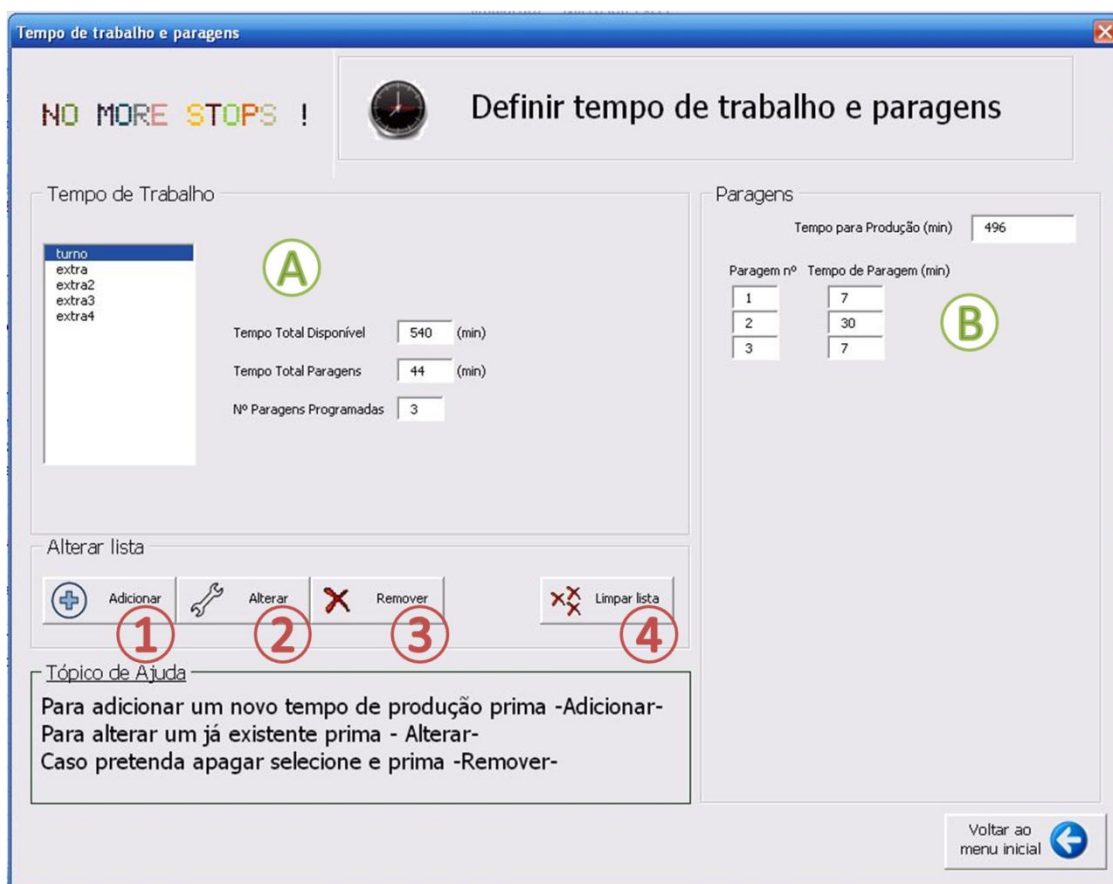 Tempo de trabalho e paragens
NO MORE STOPS !
Definir tempo de trabalho e paragens
Tempo de Trabalho
turno
extra
extra2
extra3
extra4
A
Tempo Total Disponível 540 (min)
Tempo Total Paragens 44 (min)
Nº Paragens Programadas 3
Paragens
Tempo para Produção (min) 496
Paragem nº Tempo de Paragem (min)
1 7
2 30
3 7
B
Alterar lista
Adicionar Alterar Remover Limpar lista
1 2 3 4
Tópico de Ajuda
Para adicionar um novo tempo de produção prima -Adicionar-
Para alterar um já existente prima - Alterar-
Caso pretenda apagar selecione e prima -Remover-
Voltar ao
menu inicial